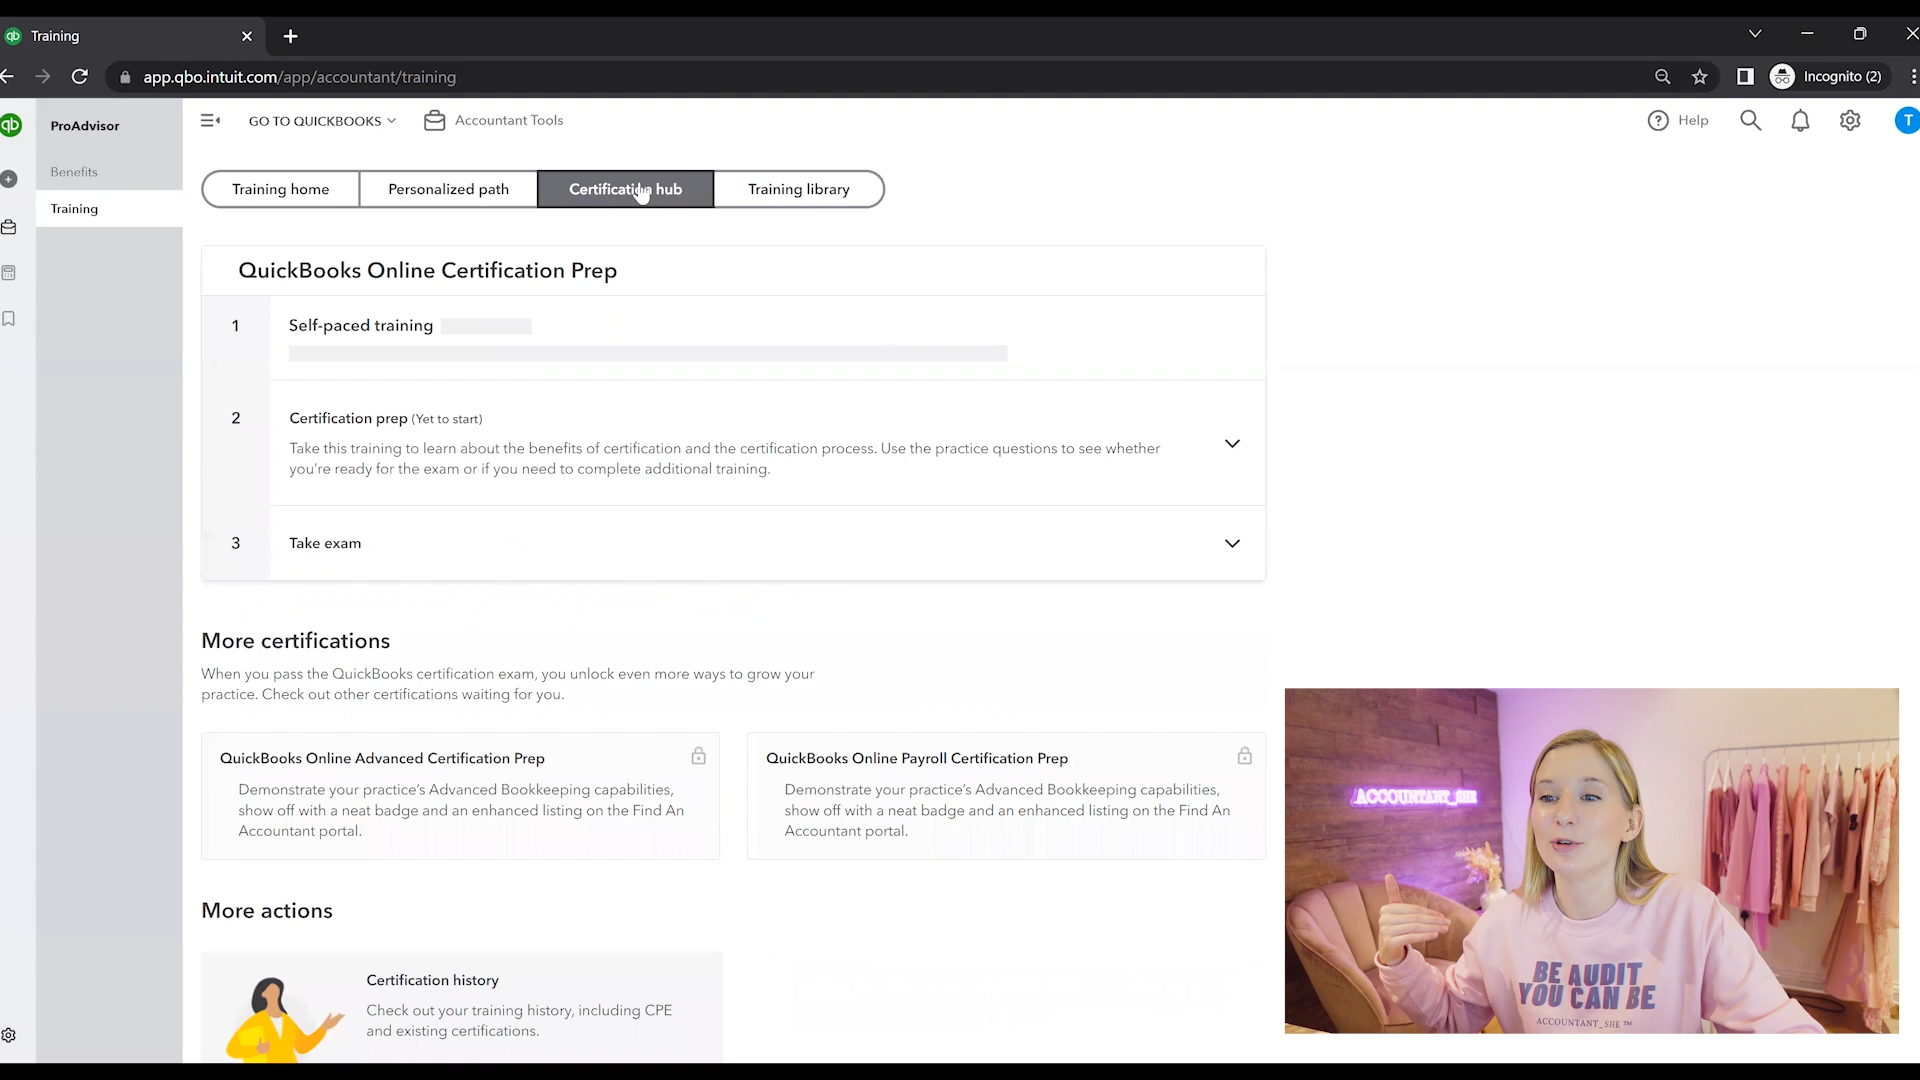 qb Training
app.qbo.intuit.com/app/accountant/training
Incognito (2)
qb ProAdvisor
GO TO QUICKBOOKS
Accountant Tools
Help
T
Benefits
Training
Training home
Personalized path
Certification hub
Training library
QuickBooks Online Certification Prep
1
Self-paced training
2
Certification prep (Yet to start)
Take this training to learn about the benefits of certification and the certification process. Use the practice questions to see whether
you're ready for the exam or if you need to complete additional training.
3
Take exam
More certifications
When you pass the QuickBooks certification exam, you unlock even more ways to grow your
practice. Check out other certifications waiting for you.
QuickBooks Online Advanced Certification Prep
Demonstrate your practice's Advanced Bookkeeping capabilities,
show off with a neat badge and an enhanced listing on the Find An
Accountant portal.
QuickBooks Online Payroll Certification Prep
Demonstrate your practice's Advanced Bookkeeping capabilities,
show off with a neat badge and an enhanced listing on the Find An
Accountant portal.
More actions
Certification history
Check out your training history, including CPE
and existing certifications.
ACCOUNTANT_SHE
BE AUDIT
YOU CAN BE
ACCOUNTANT_SHE™